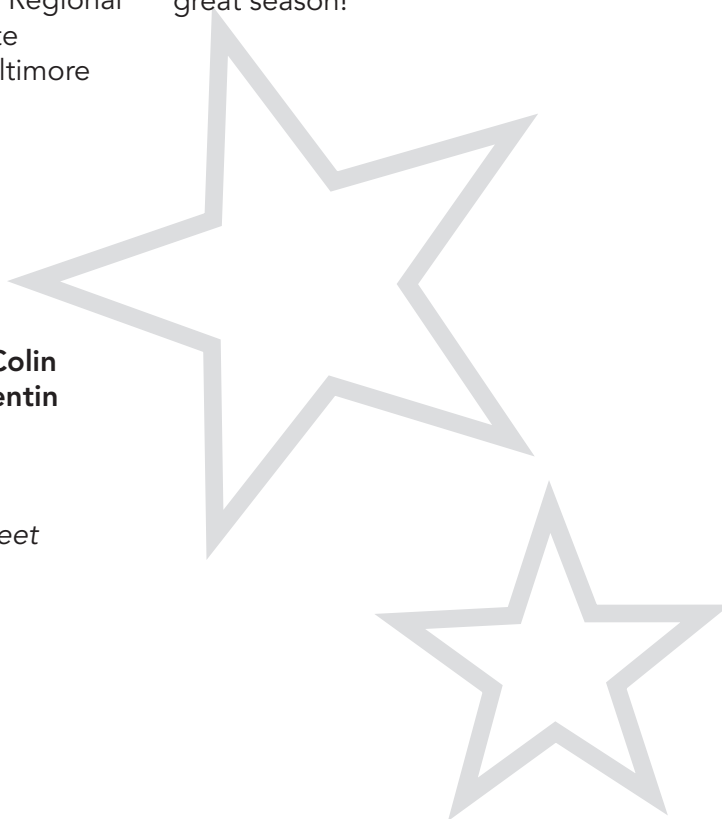 Regional
te
ltimore
Colin
entin
eet
great season!